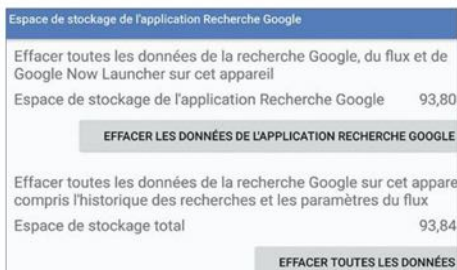 Espace de stockage de l'application Recherche Google
Effacer toutes les données de la recherche Google, du flux et de
Google Now Launcher sur cet appareil
Espace de stockage de l'application Recherche Google 93,80
EFFACER LES DONNÉES DE L'APPLICATION RECHERCHE GOOGLE
Effacer toutes les données de la recherche Google sur cet appare
compris l'historique des recherches et les paramètres du flux
Espace de stockage total 93,84
EFFACER TOUTES LES DONNÉES